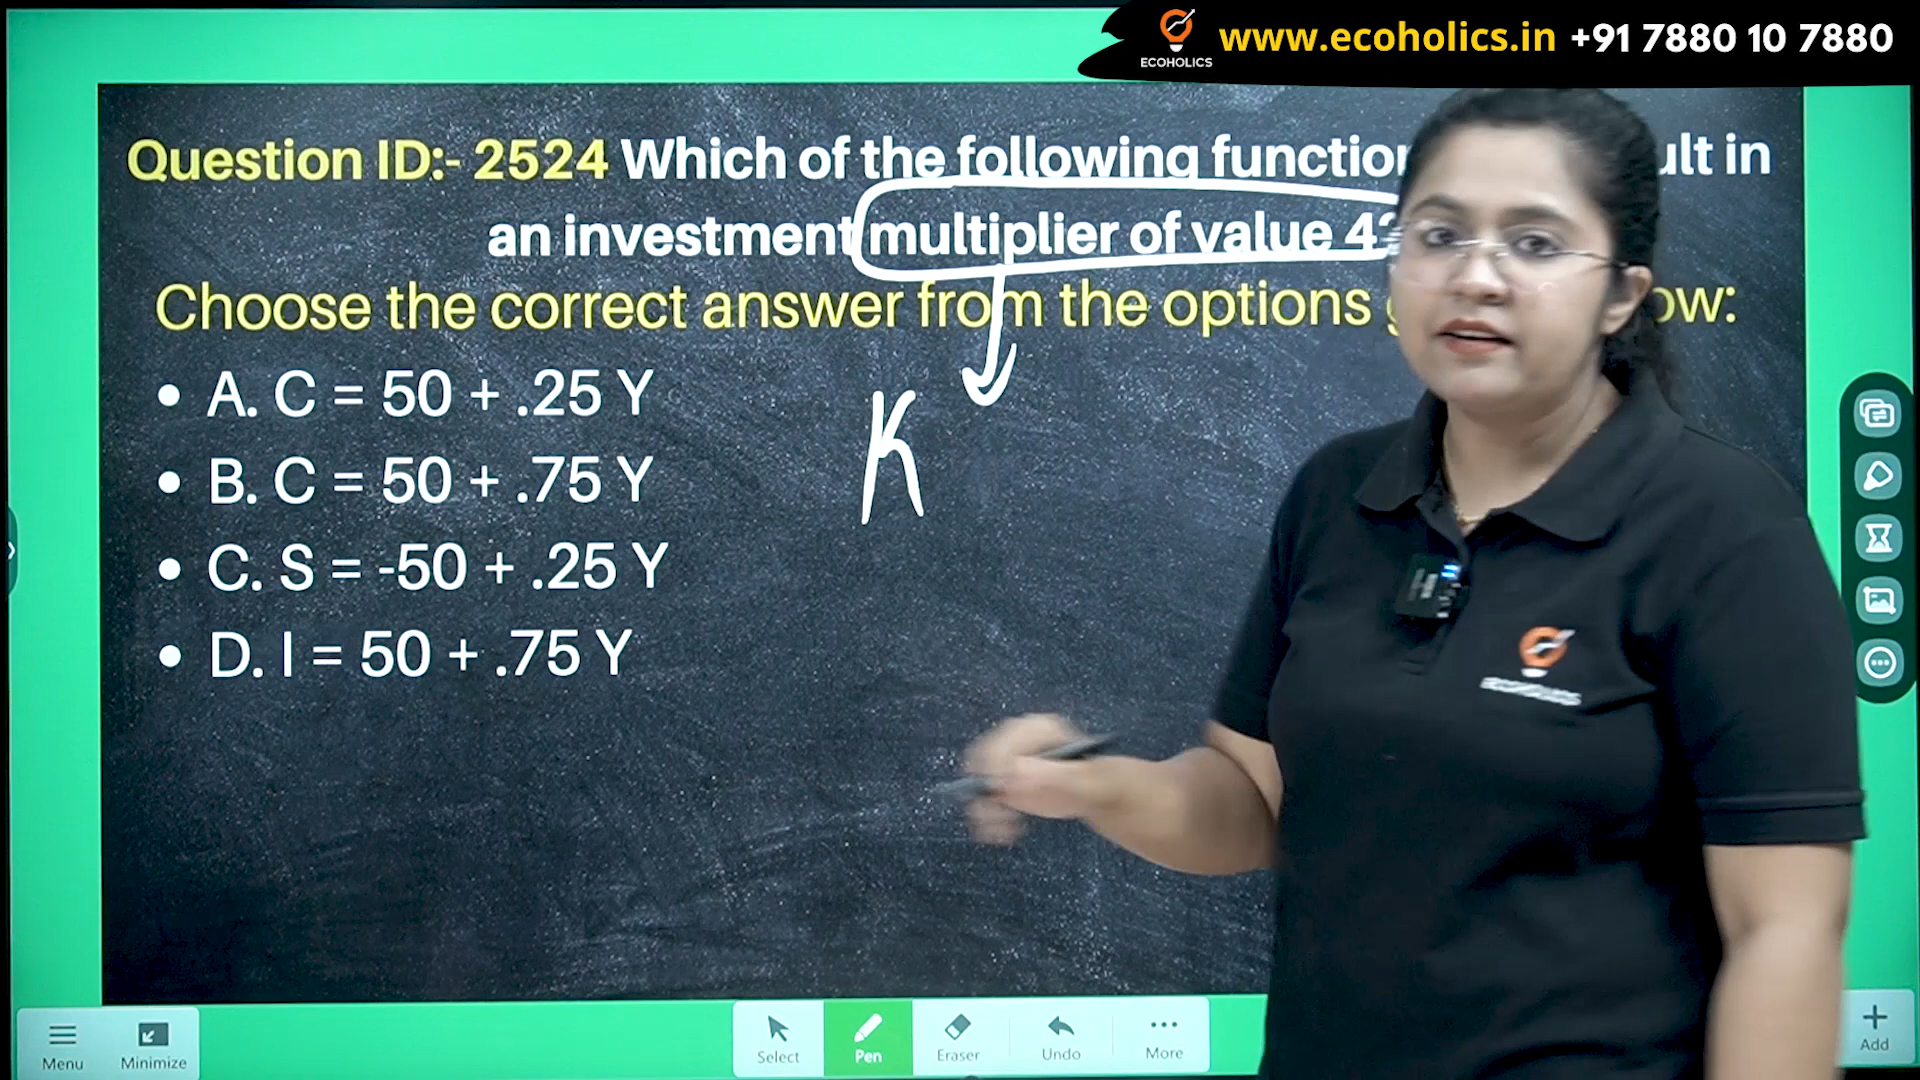 www.ecoholics.in +91 7880 10 7880
ECOHOLICS
Question ID:- 2524 Which of the following ult in
an investment multiplier of value 4?
Choose the correct answer from the options ow:
• A. C = 50 + .25 Y
• B. C = 50 + .75 Y
• C. S = -50 + .25 Y
• D. I = 50 + .75 Y
K
Menu
Minimize
Select
Pen
Eraser
Undo
More
Add